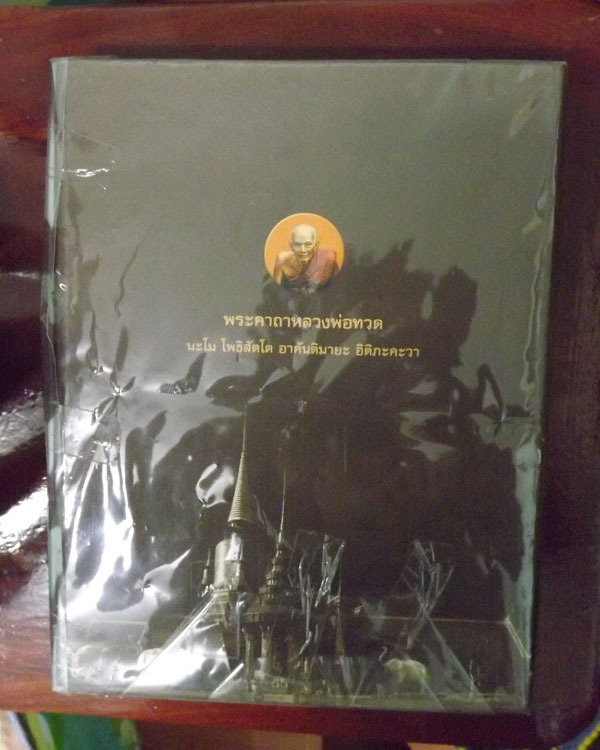 พระคาถาหลวงพ่อทวด
นะโม โพธิสัตโต อาคันติมายะ อิติภะคะวา